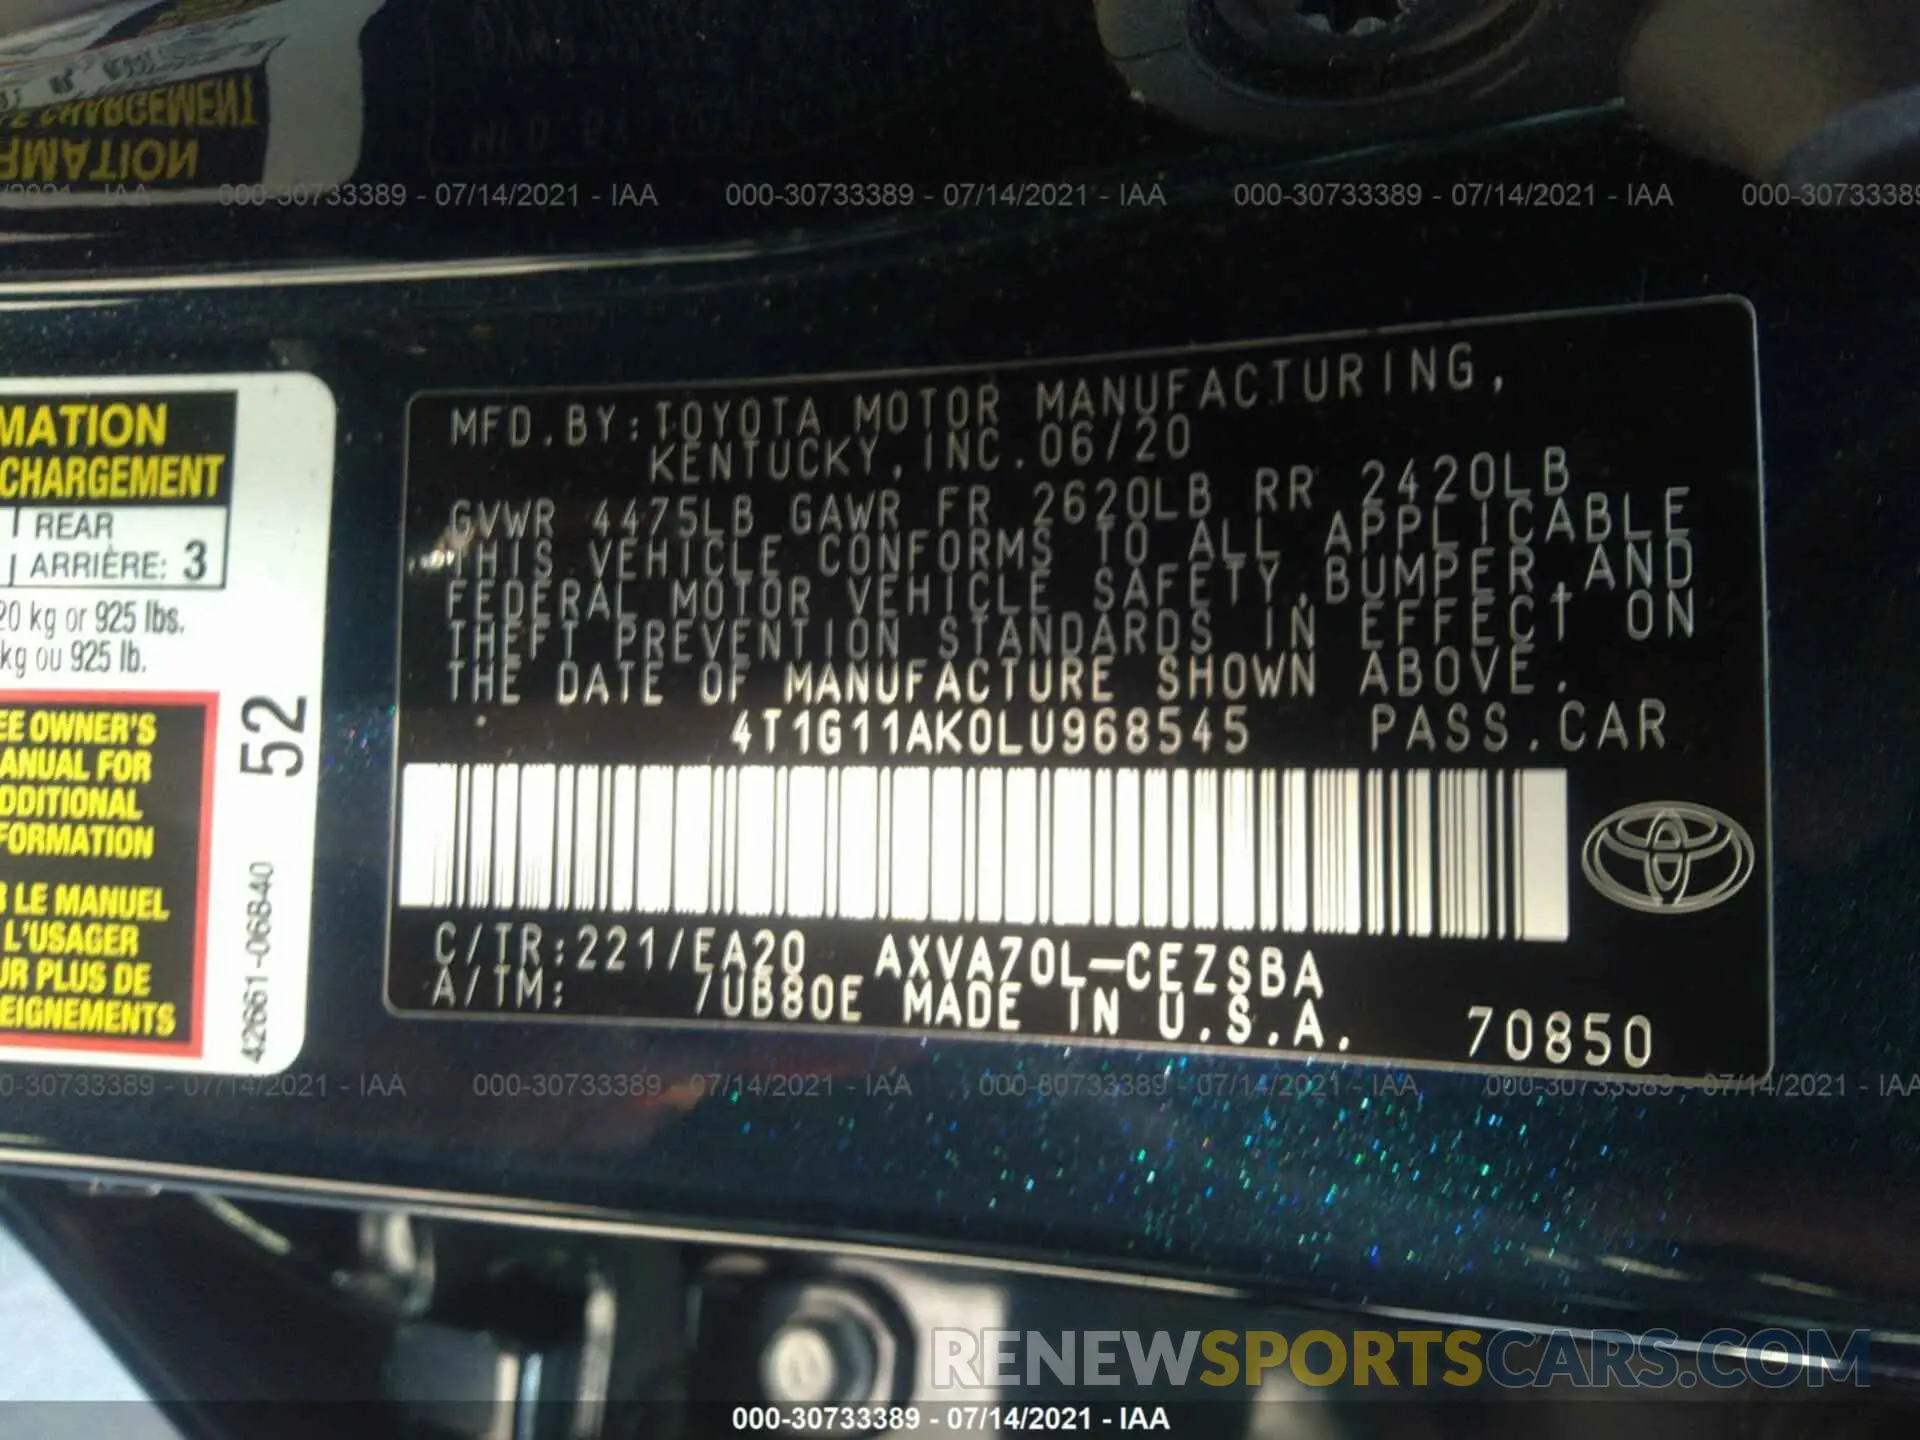 000-30733389 - 07/14/2021 - IAA 000-30733389 - 07/14/2021 - IAA 000-30733389 - 07/14/2021 - IAA
MATION
CHARGEMENT
REAR
ARRIÈRE: 3
kg or 925 lbs.
kg ou 925 lb.
EE OWNER'S
ANUAL FOR
DDITIONAL
FORMATION
LE MANUEL
L'USAGER
UR PLUS DE
EIGNEMENTS
52
42661-06B40
MFD.BY:TOYOTA MOTOR MANUFACTURING,
KENTUCKY, INC. 06/20
GVWR 4475LB GAWR FR 2620LB RR 2420LB
THIS VEHICLE CONFORMS TO ALL APPLICABLE
FEDERAL MOTOR VEHICLE SAFETY, BUMPER, AND
THEFT PREVENTION STANDARDS IN EFFECT ON
THE DATE OF MANUFACTURE SHOWN ABOVE.
4T1G11AK0LU968545 PASS.CAR
C/TR:221/EA20 AXVA70L-CEZSBA
A/TM: 7UB80E MADE IN U.S.A. 70850
0-30733389 - 07/14/2021 - IAA 000-30733389 - 07/14/2021 - IAA 000-30733389 - 07/14/2021 - IAA 000-30733389 - 07/14/2021 - IAA
RENEWSPORTSCARS.COM
000-30733389 - 07/14/2021 - IAA